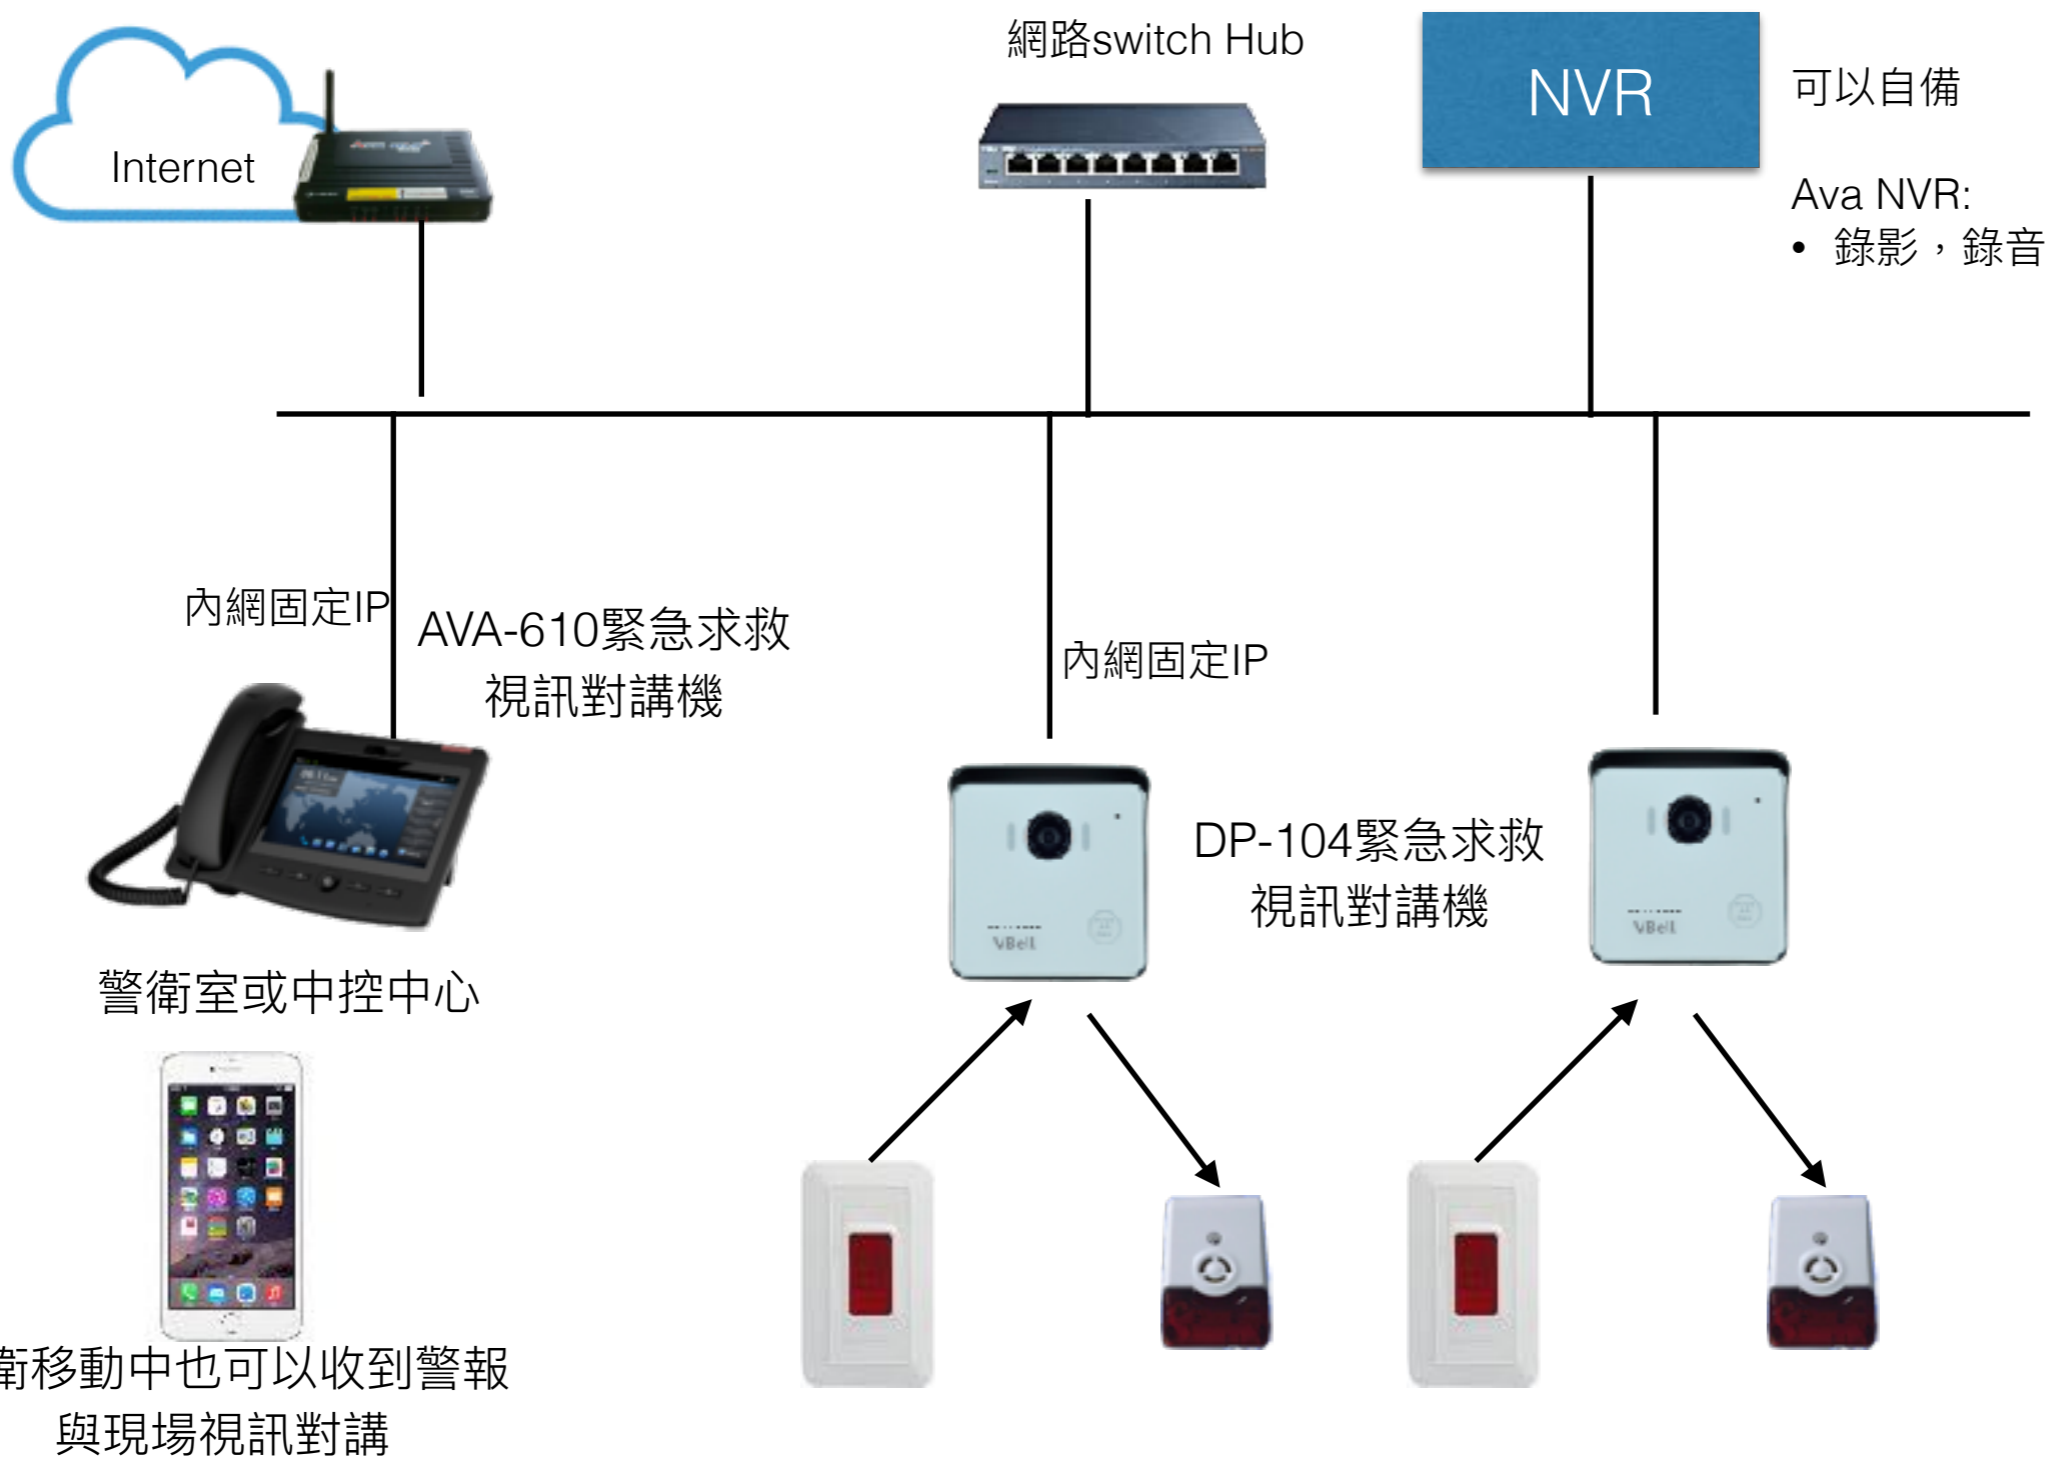 網路switch Hub
NVR
可以自備
Internet
Ava NVR:
• 錄影，錄音
內網固定IP
AVA-610緊急求救
視訊對講機
內網固定IP
DP-104緊急求救
視訊對講機
VBell
VBell
警衛室或中控中心
衛移動中也可以收到警報
與現場視訊對講